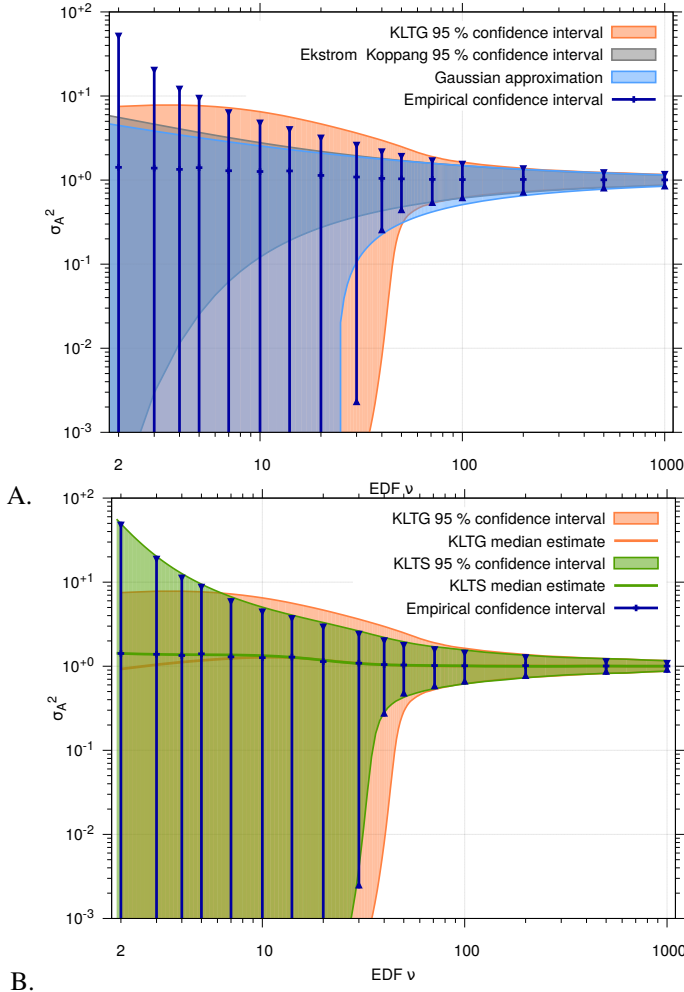 10+2
KLTG 95 % confidence interval
Ekstrom Koppang 95 % confidence interval
Gaussian approximation
Empirical confidence interval
10+1
10+0
σA2
10-1
10-2
10-3
2 10 100 1000
EDF ν
A.
10+2
KLTG 95 % confidence interval
KLTG median estimate
KLTS 95 % confidence interval
KLTS median estimate
Empirical confidence interval
10+1
10+0
σA2
10-1
10-2
10-3
2 10 100 1000
EDF ν
B.